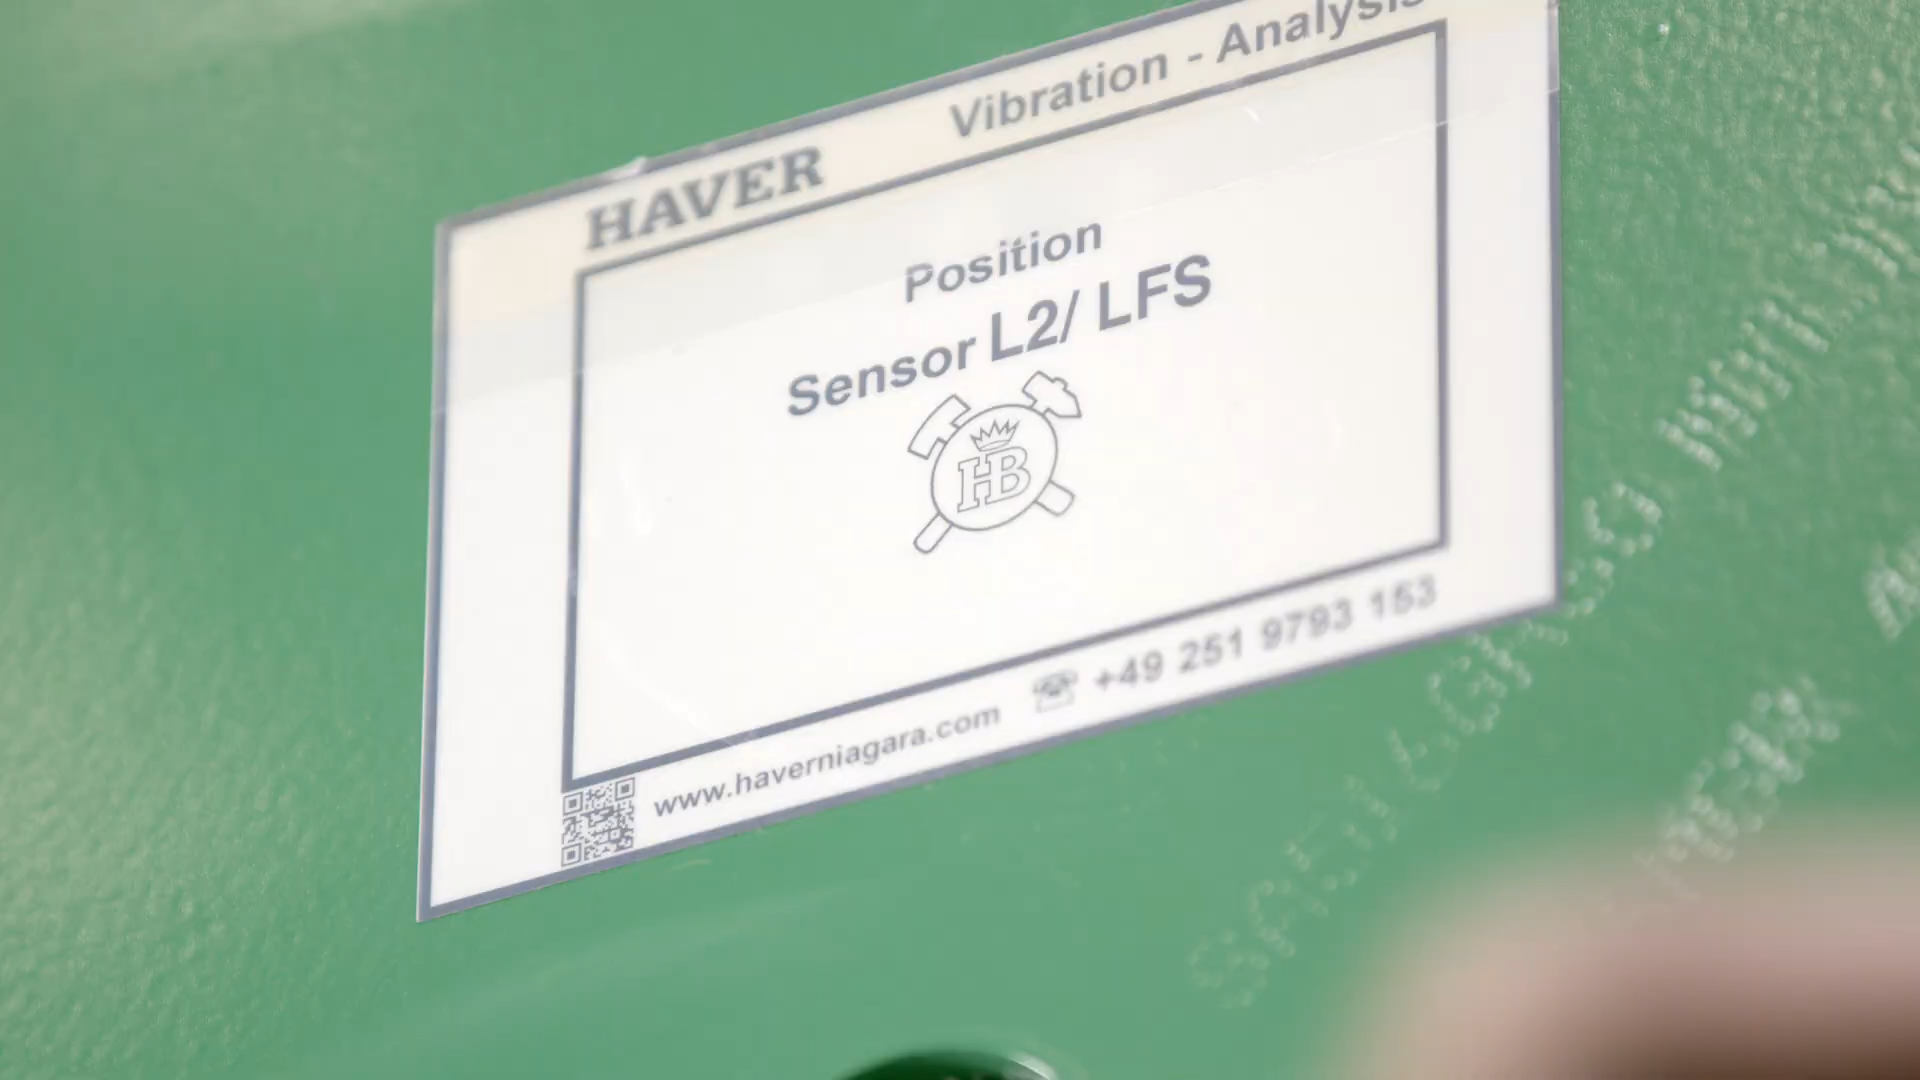 HAVER Vibration - Analysis
Position
Sensor L2/ LFS
HB
www.haverniagara.com ☎ +49 251 9793 153